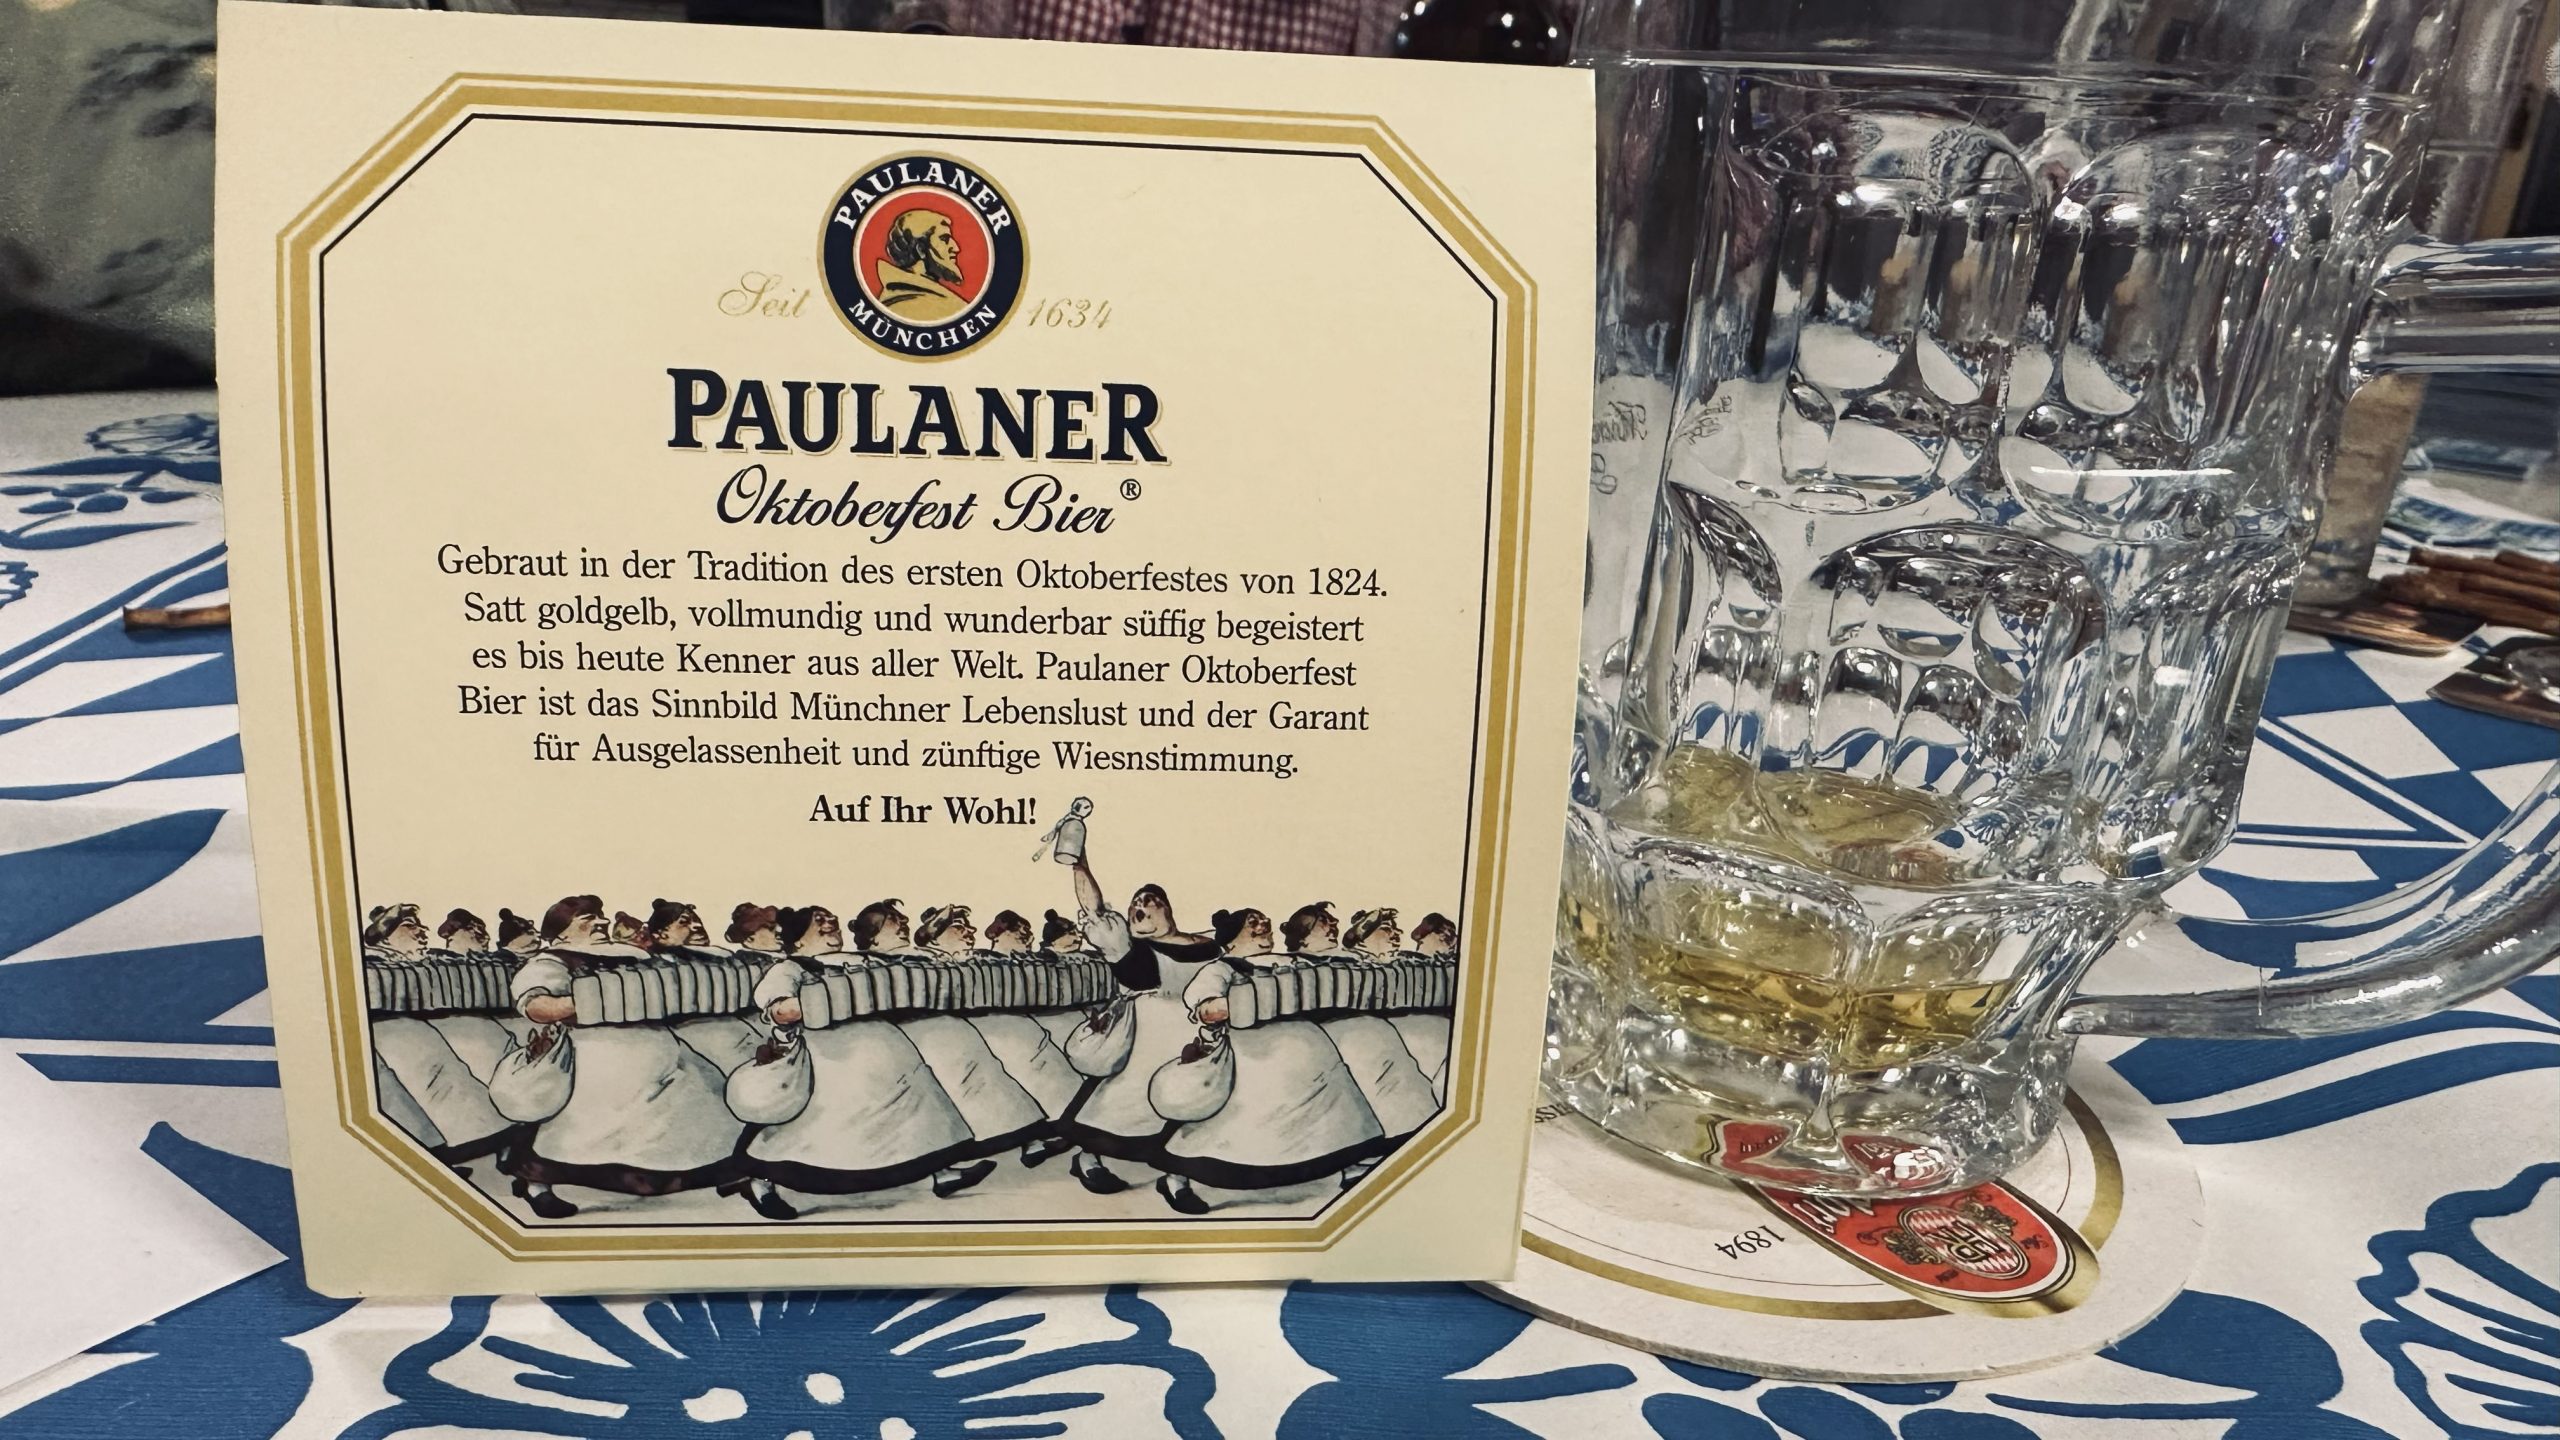 PAULANER
MÜNCHEN
Seit 1634
PAULANER
Oktoberfest Bier®
Gebraut in der Tradition des ersten Oktoberfestes von 1824.
Satt goldgelb, vollmundig und wunderbar süffig begeistert
es bis heute Kenner aus aller Welt. Paulaner Oktoberfest
Bier ist das Sinnbild Münchner Lebenslust und der Garant
für Ausgelassenheit und zünftige Wiesnstimmung.
Auf Ihr Wohl!
1894